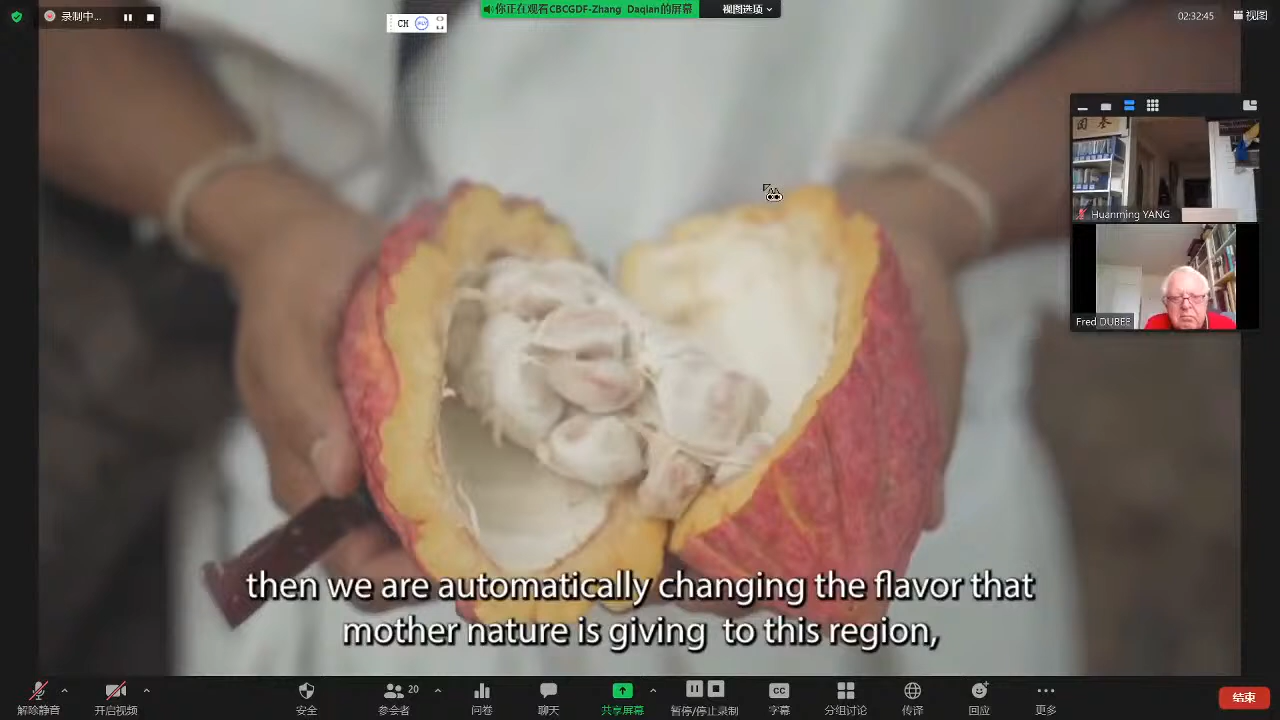 录制中...
CH
你正在观看CBCGDF-Zhang Daqian的屏幕
视图选项
02:32:45
视图
Huanming YANG
Fred DUBEE
then we are automatically changing the flavor that
mother nature is giving to this region,
解除静音
开启视频
安全
20
参会者
问卷
聊天
共享屏幕
暂停/停止录制
CC
字幕
分组讨论
传译
回应
更多
结束